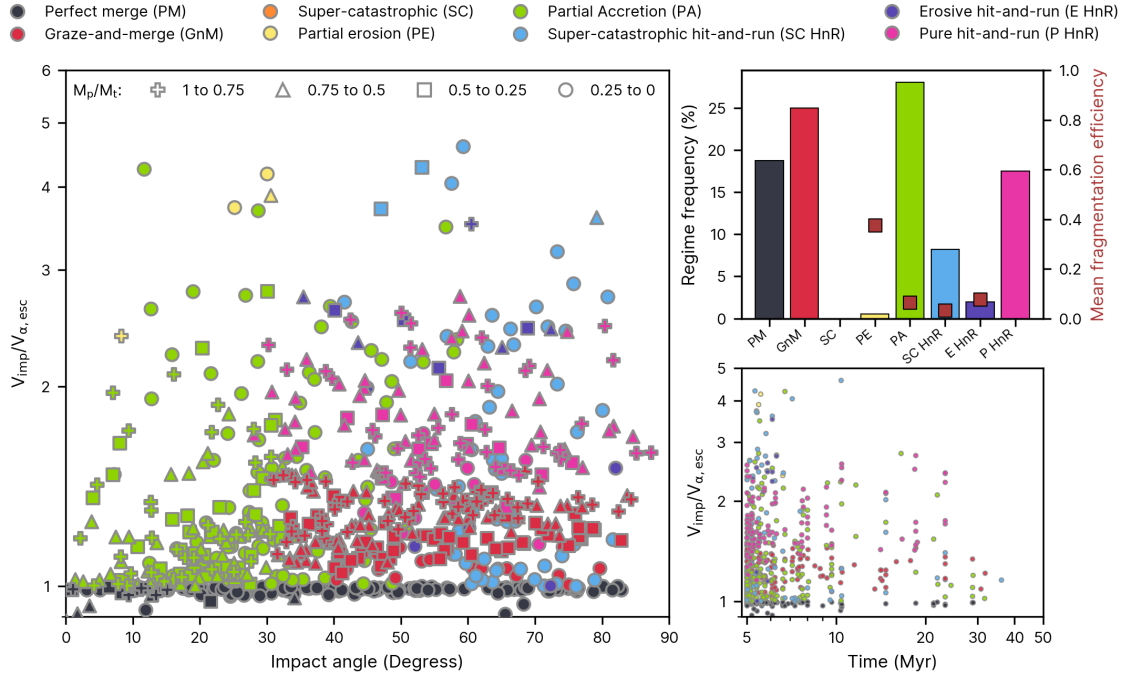 Perfect merge (PM)
Super-catastrophic (SC)
Partial Accretion (PA)
Erosive hit-and-run (E HnR)
Graze-and-merge (GnM)
Partial erosion (PE)
Super-catastrophic hit-and-run (SC HnR)
Pure hit-and-run (P HnR)
Mp/Mt:
1 to 0.75
0.75 to 0.5
0.5 to 0.25
0.25 to 0
6
5
4
3
2
1
Vimp/Vα, esc
0 10 20 30 40 50 60 70 80 90
Impact angle (Degress)
Regime frequency (%)
25
20
15
10
5
0
1.0
0.8
0.6
0.4
0.2
0.0
Mean fragmentation efficiency
PM
GnM
SC
PE
PA
SC HnR
E HnR
P HnR
Vimp/Vα, esc
5
4
3
2
1
5 10 20 30 40 50
Time (Myr)